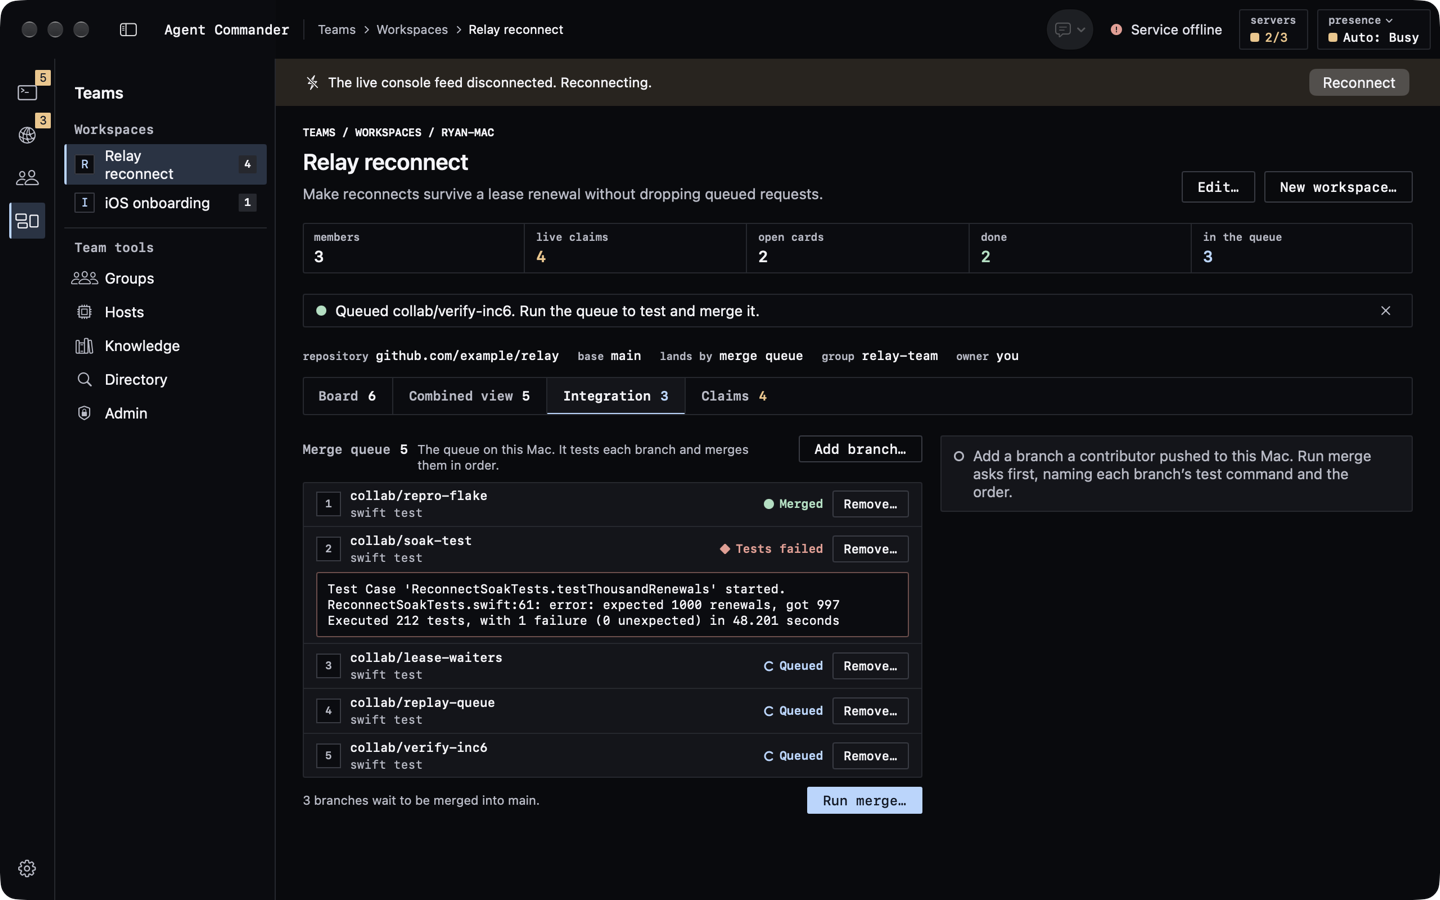 Agent Commander
Teams > Workspaces > Relay reconnect
Service offline
servers
2/3
presence
Auto: Busy
5
3
Teams
Workspaces
R Relay reconnect 4
I iOS onboarding 1
Team tools
Groups
Hosts
Knowledge
Directory
Admin
The live console feed disconnected. Reconnecting.
Reconnect
TEAMS / WORKSPACES / RYAN-MAC
Relay reconnect
Make reconnects survive a lease renewal without dropping queued requests.
Edit…
New workspace…
members
3
live claims
4
open cards
2
done
2
in the queue
3
Queued collab/verify-inc6. Run the queue to test and merge it.
repository github.com/example/relay base main lands by merge queue group relay-team owner you
Board 6 Combined view 5 Integration 3 Claims 4
Merge queue 5
The queue on this Mac. It tests each branch and merges
them in order.
Add branch…
1 collab/repro-flake
swift test
Merged Remove…
2 collab/soak-test
swift test
Tests failed Remove…
Test Case 'ReconnectSoakTests.testThousandRenewals' started.
ReconnectSoakTests.swift:61: error: expected 1000 renewals, got 997
Executed 212 tests, with 1 failure (0 unexpected) in 48.201 seconds
3 collab/lease-waiters
swift test
Queued Remove…
4 collab/replay-queue
swift test
Queued Remove…
5 collab/verify-inc6
swift test
Queued Remove…
3 branches wait to be merged into main.
Run merge…
Add a branch a contributor pushed to this Mac. Run merge
asks first, naming each branch's test command and the
order.